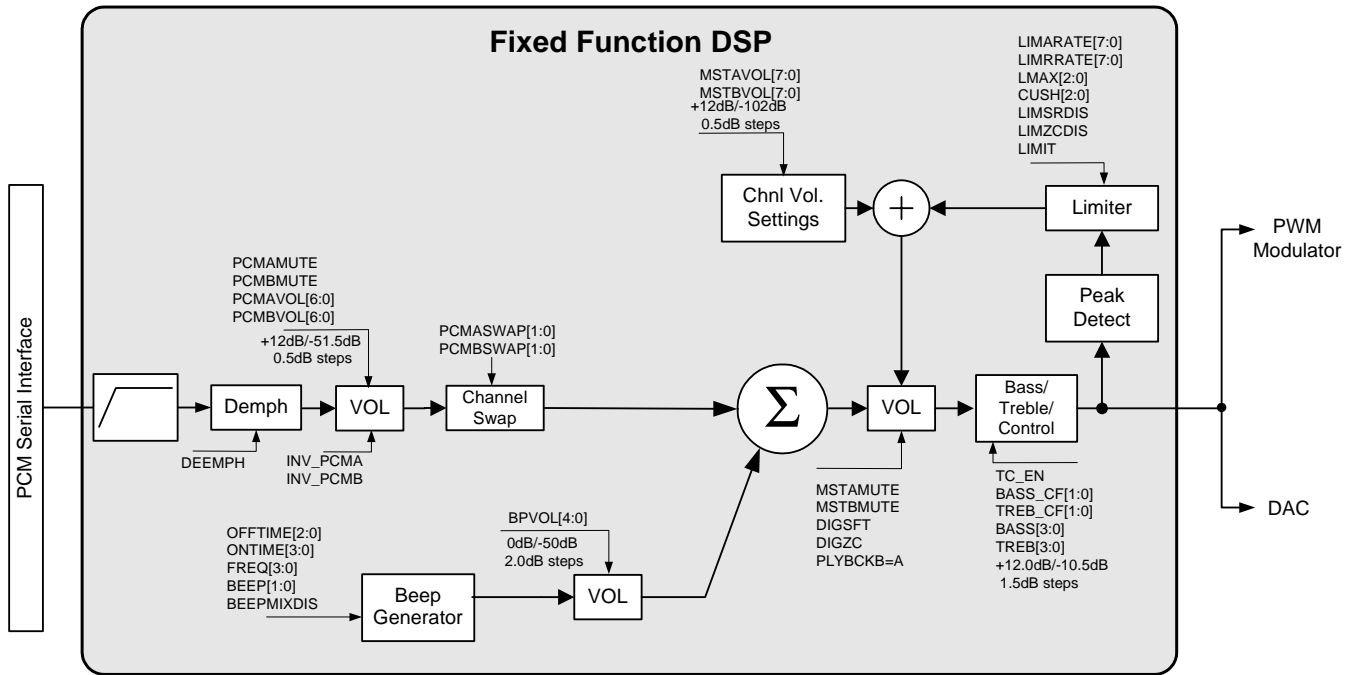 Fixed Function DSP
LIMARATE[7:0]
LIMRRATE[7:0]
LMAX[2:0]
CUSH[2:0]
LIMSRDIS
LIMZCDIS
LIMIT
MSTAVOL[7:0]
MSTBVOL[7:0]
+12dB/-102dB
0.5dB steps
Chnl Vol.
Settings
+
Limiter
PWM
Modulator
Peak
Detect
PCMAMUTE
PCMBMUTE
PCMAVOL[6:0]
PCMBVOL[6:0]
+12dB/-51.5dB
0.5dB steps
PCMASWAP[1:0]
PCMBSWAP[1:0]
PCM Serial Interface
Demph
VOL
Channel
Swap
Σ
VOL
Bass/
Treble/
Control
DEEMPH
INV_PCMA
INV_PCMB
MSTAMUTE
MSTBMUTE
DIGSFT
DIGZC
PLYBCKB=A
TC_EN
BASS_CF[1:0]
TREB_CF[1:0]
BASS[3:0]
TREB[3:0]
+12.0dB/-10.5dB
1.5dB steps
DAC
OFFTIME[2:0]
ONTIME[3:0]
FREQ[3:0]
BEEP[1:0]
BEEPMIXDIS
BPVOL[4:0]
0dB/-50dB
2.0dB steps
Beep
Generator
VOL